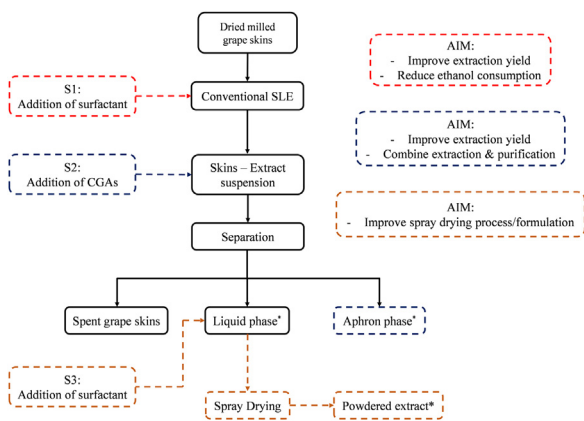 Dried milled
grape skins
AIM:
- Improve extraction yield
- Reduce ethanol consumption
S1:
Addition of surfactant
Conventional SLE
AIM:
- Improve extraction yield
- Combine extraction & purification
S2:
Addition of CGAs
Skins – Extract
suspension
AIM:
- Improve spray drying process/formulation
Separation
Spent grape skins
Liquid phase*
Aphron phase*
S3:
Addition of surfactant
Spray Drying
Powdered extract*